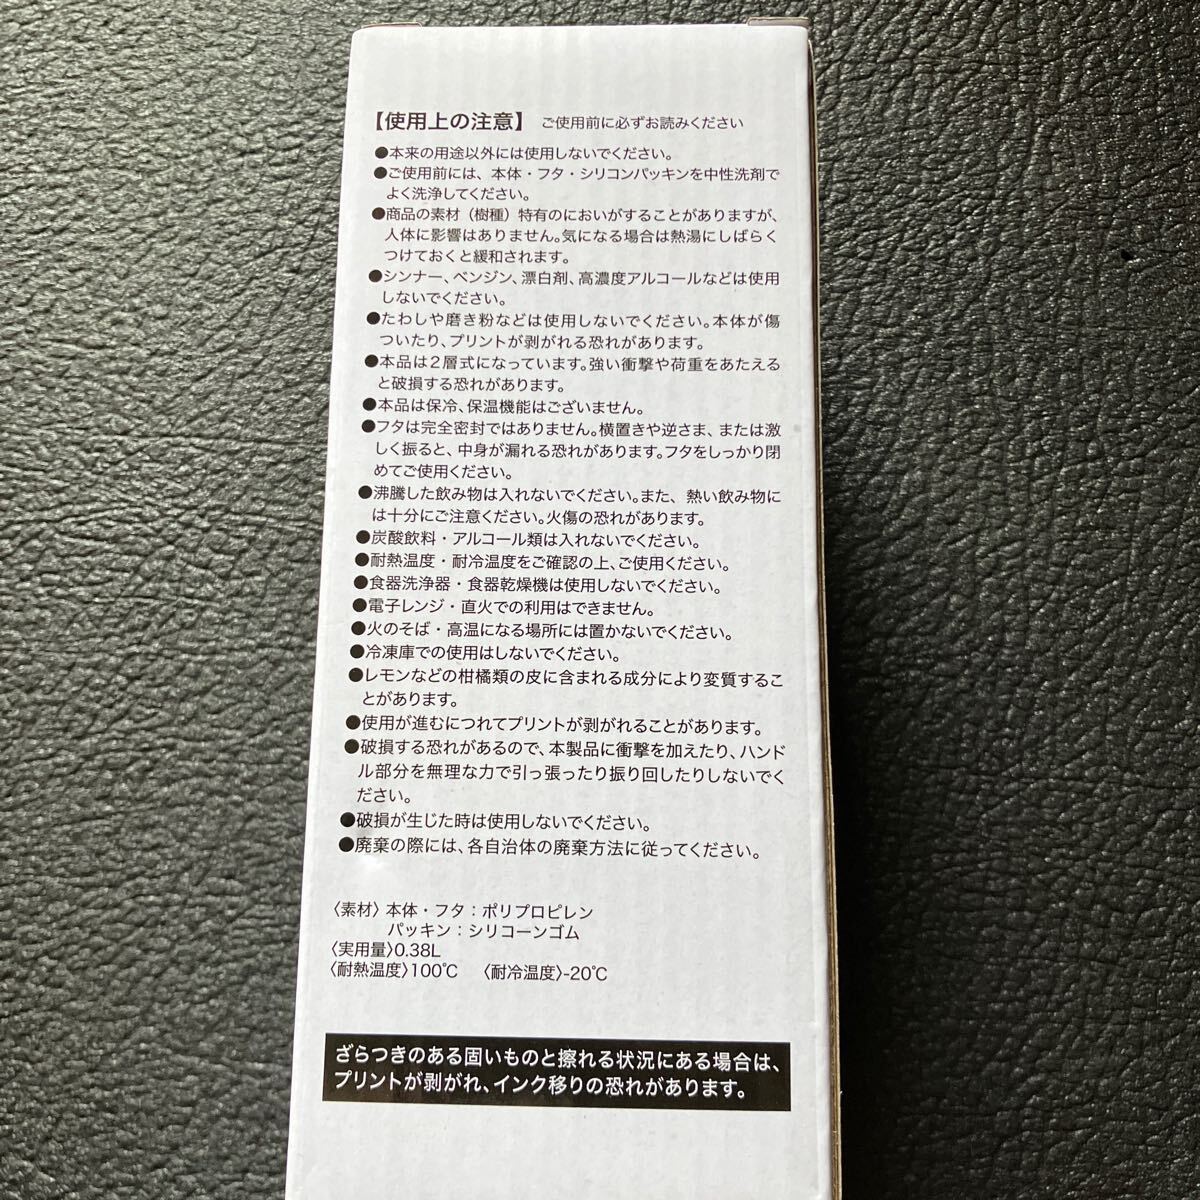 【使用上の注意】 ご使用前に必ずお読みください
●本来の用途以外には使用しないでください。
●ご使用前には、本体・フタ・シリコンパッキンを中性洗剤で
よく洗浄してください。
●商品の素材（樹種）特有のにおいがすることがありますが、
人体に影響はありません。気になる場合は熱湯にしばらく
つけておくと緩和されます。
●シンナー、ベンジン、漂白剤、高濃度アルコールなどは使用
しないでください。
●たわしや磨き粉などは使用しないでください。本体が傷
ついたり、プリントが剥がれる恐れがあります。
●本品は2層式になっています。強い衝撃や荷重をあたえる
と破損する恐れがあります。
●本品は保冷、保温機能はございません。
●フタは完全密封ではありません。横置きや逆さま、または激
しく振ると、中身が漏れる恐れがあります。フタをしっかり閉
めてご使用ください。
●沸騰した飲み物は入れないでください。また、熱い飲み物に
は十分にご注意ください。火傷の恐れがあります。
●炭酸飲料・アルコール類は入れないでください。
●耐熱温度・耐冷温度をご確認の上、ご使用ください。
●食器洗浄器・食器乾燥機は使用しないでください。
●電子レンジ・直火での利用はできません。
●火のそば・高温になる場所には置かないでください。
●冷凍庫での使用はしないでください。
●レモンなどの柑橘類の皮に含まれる成分により変質するこ
とがあります。
●使用が進むにつれてプリントが剥がれることがあります。
●破損する恐れがあるので、本製品に衝撃を加えたり、ハンド
ル部分を無理な力で引っ張ったり振り回したりしないでく
ださい。
●破損が生じた時は使用しないでください。
●廃棄の際には、各自治体の廃棄方法に従ってください。
〈素材〉本体・フタ：ポリプロピレン
パッキン：シリコーンゴム
〈実用量〉0.38L
〈耐熱温度〉100℃ 〈耐冷温度〉-20℃
ざらつきのある固いものと擦れる状況にある場合は、
プリントが剥がれ、インク移りの恐れがあります。